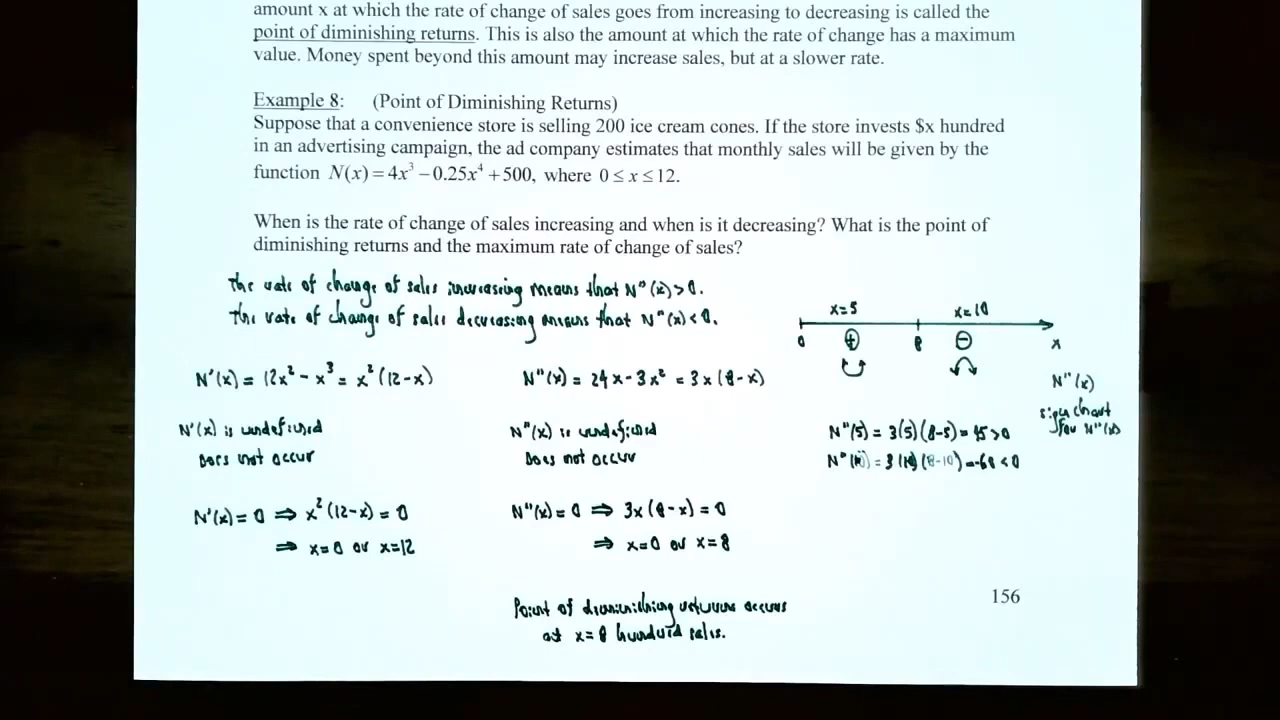 amount x at which the rate of change of sales goes from increasing to decreasing is called the
point of diminishing returns. This is also the amount at which the rate of change has a maximum
value. Money spent beyond this amount may increase sales, but at a slower rate.
Example 8: (Point of Diminishing Returns)
Suppose that a convenience store is selling 200 ice cream cones. If the store invests $x hundred
in an advertising campaign, the ad company estimates that monthly sales will be given by the
function N(x) = 4x³ − 0.25x⁴ + 500, where 0 ≤ x ≤ 12.
When is the rate of change of sales increasing and when is it decreasing? What is the point of
diminishing returns and the maximum rate of change of sales?
The rate of change of sales increasing means that N"(x) > 0.
The rate of change of sales decreasing means that N"(x) < 0.
x=5 x=10
+ −
0 8 x
N'(x) = 12x² − x³ = x²(12−x)
N"(x) = 24x − 3x² = 3x(8−x)
N"(x)
sign chart
for N"(x)
N'(x) is undefined
Does not occur
N"(x) is undefined
Does not occur
N"(5) = 3(5)(8−5) = 45 > 0
N"(10) = 3(10)(8−10) = −60 < 0
N'(x) = 0 ⇒ x²(12−x) = 0
⇒ x=0 or x=12
N"(x) = 0 ⇒ 3x(8−x) = 0
⇒ x=0 or x=8
Point of diminishing returns occurs
at x=8 hundred sales.
156